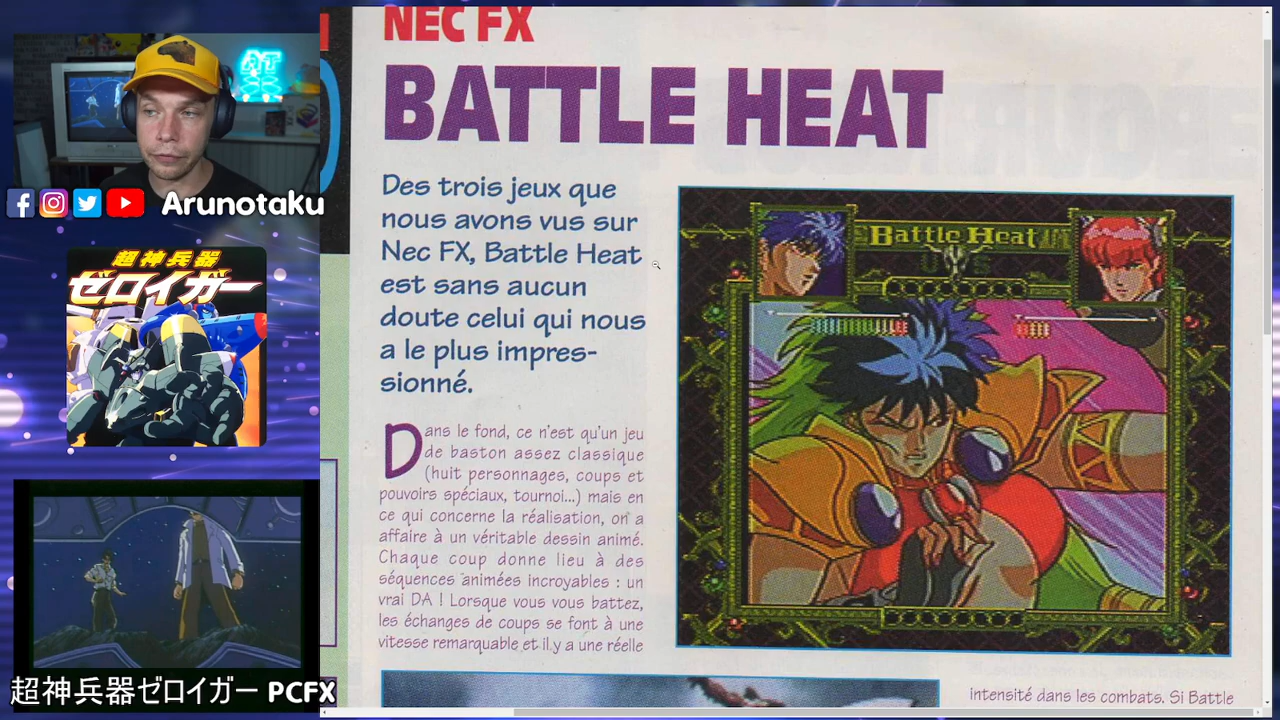 NEC FX
BATTLE HEAT
Des trois jeux que
nous avons vus sur
Nec FX, Battle Heat
est sans aucun
doute celui qui nous
a le plus impres-
sionné.
Dans le fond, ce n'est qu'un jeu
de baston assez classique
(huit personnages, coups et
pouvoirs spéciaux, tournoi...) mais en
ce qui concerne la réalisation, on a
affaire à un véritable dessin animé.
Chaque coup donne lieu à des
séquences animées incroyables : un
vrai DA ! Lorsque vous vous battez,
les échanges de coups se font à une
vitesse remarquable et il y a une réelle
intensité dans les combats. Si Battle
Battle Heat
Arunotaku
超神兵器
ゼロイガー
超神兵器ゼロイガー PCFX